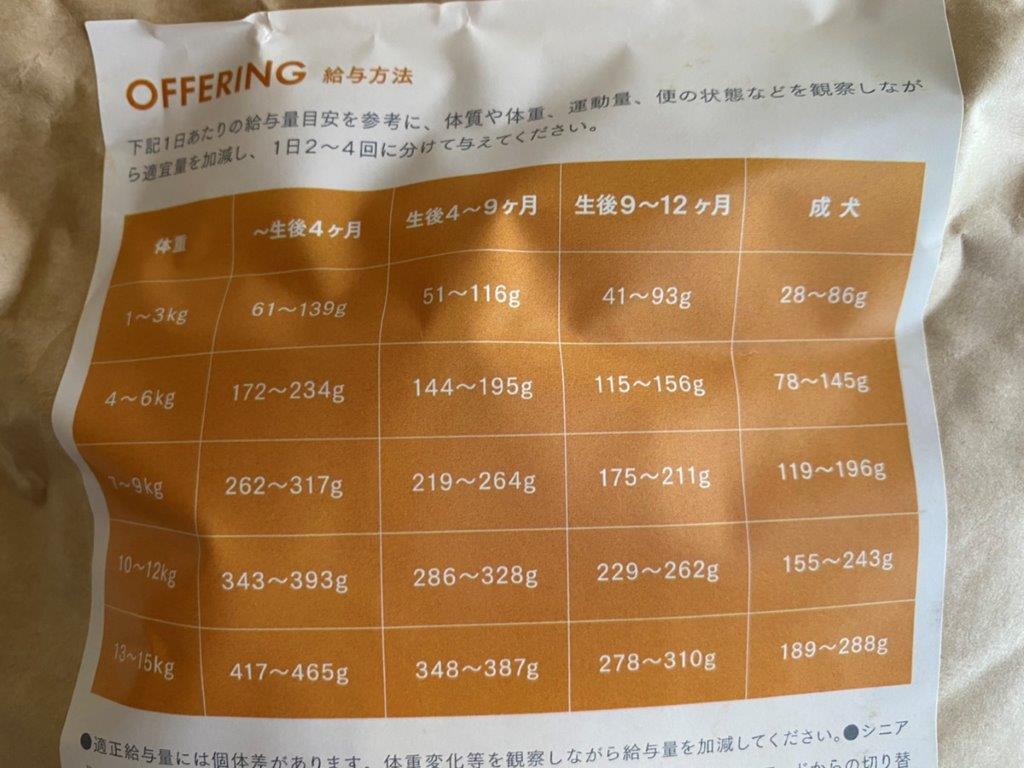 OFFERING 給与方法
下記1日あたりの給与量目安を参考に、体質や体重、運動量、便の状態などを観察しなが
ら適宜量を加減し、1日2〜4回に分けて与えてください。
体重 〜生後4ヶ月 生後4〜9ヶ月 生後9〜12ヶ月 成犬
1〜3kg 61〜139g 51〜116g 41〜93g 28〜86g
4〜6kg 172〜234g 144〜195g 115〜156g 78〜145g
7〜9kg 262〜317g 219〜264g 175〜211g 119〜196g
10〜12kg 343〜393g 286〜328g 229〜262g 155〜243g
13〜15kg 417〜465g 348〜387g 278〜310g 189〜288g
●適正給与量には個体差があります。体重変化等を観察しながら給与量を加減してください。●シニア
ドからの切り替